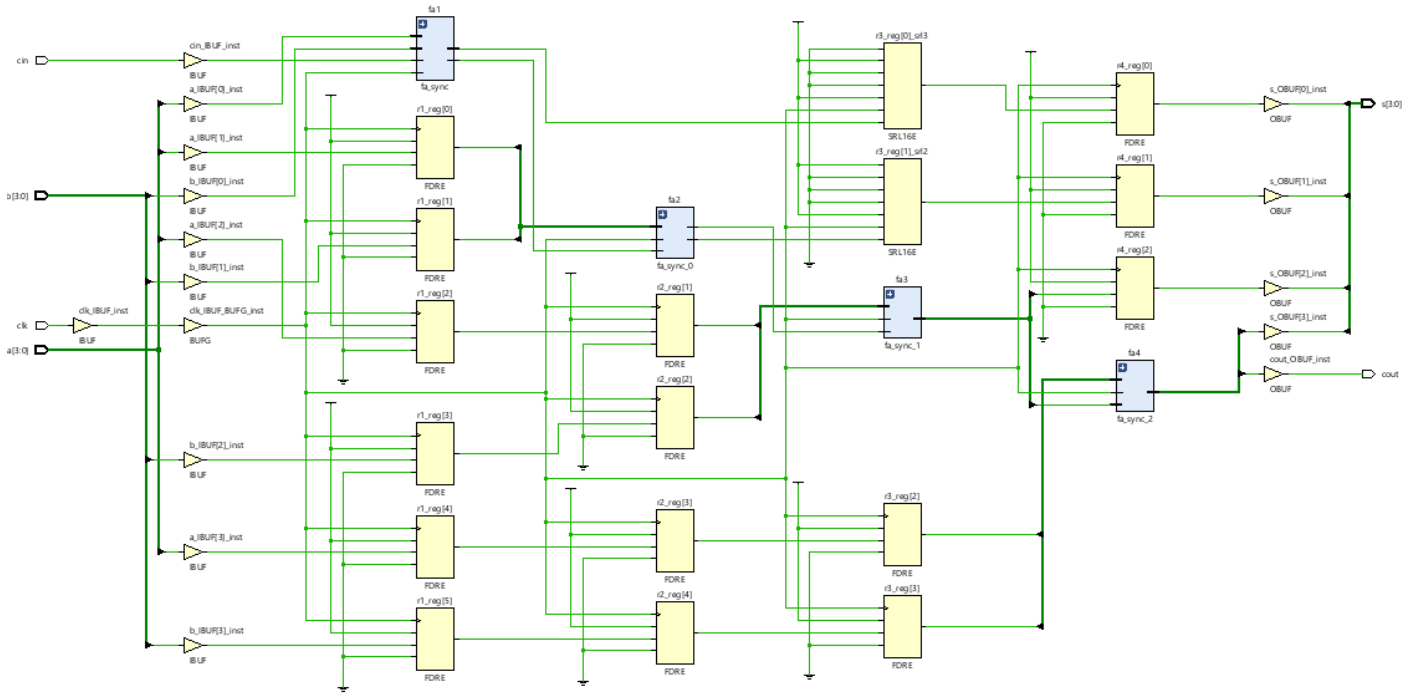 fa1
cin
cin_IBUF_inst
IBUF
fa_sync
a_IBUF[0]_inst
IBUF
r1_reg[0]
FDRE
a_IBUF[1]_inst
IBUF
b[3:0]
b_IBUF[0]_inst
IBUF
r1_reg[1]
FDRE
a_IBUF[2]_inst
IBUF
b_IBUF[1]_inst
IBUF
r1_reg[2]
FDRE
clk
clk_IBUF_inst
IBUF
clk_IBUF_BUFG_inst
BUFG
a[3:0]
r1_reg[3]
FDRE
b_IBUF[2]_inst
IBUF
r1_reg[4]
FDRE
a_IBUF[3]_inst
IBUF
r1_reg[5]
FDRE
b_IBUF[3]_inst
IBUF
fa2
fa_sync_0
r2_reg[1]
FDRE
r2_reg[2]
FDRE
r2_reg[3]
FDRE
r2_reg[4]
FDRE
r3_reg[0]_srl3
SRL16E
r3_reg[1]_srl2
SRL16E
fa3
fa_sync_1
r3_reg[2]
FDRE
r3_reg[3]
FDRE
r4_reg[0]
FDRE
r4_reg[1]
FDRE
r4_reg[2]
FDRE
fa4
fa_sync_2
s_OBUF[0]_inst
OBUF
s[3:0]
s_OBUF[1]_inst
OBUF
s_OBUF[2]_inst
OBUF
s_OBUF[3]_inst
OBUF
cout_OBUF_inst
OBUF
cout